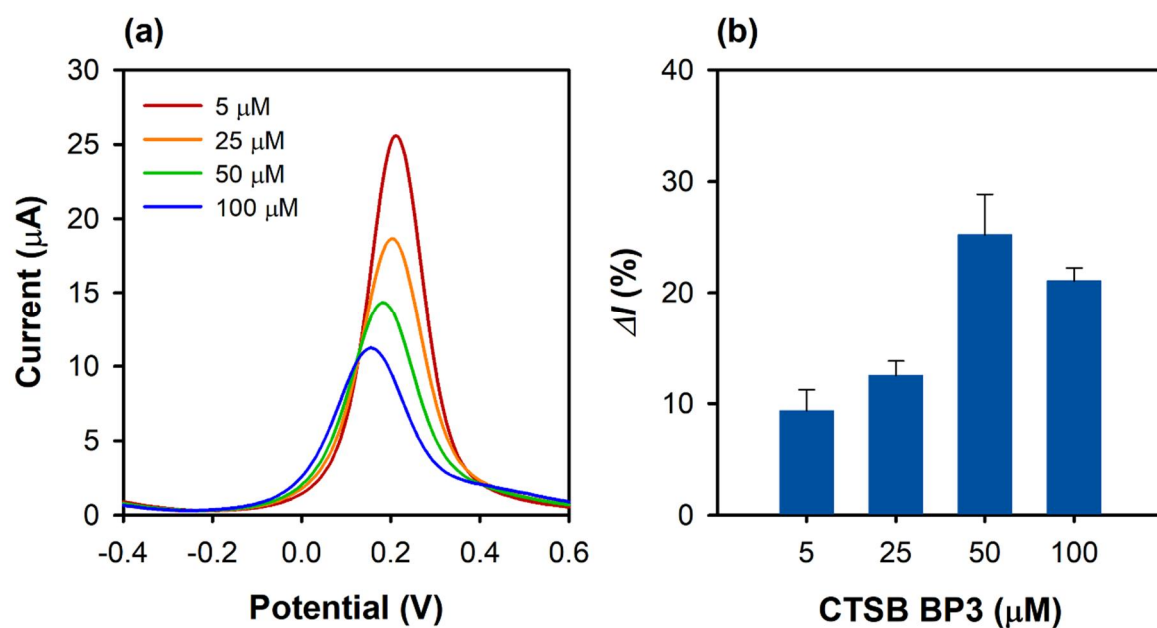 (a)
30
25
20
15
10
5
0
Current (μA)
5 μM
25 μM
50 μM
100 μM
-0.4
-0.2
0.0
0.2
0.4
0.6
Potential (V)
(b)
40
30
20
10
0
ΔI (%)
5
25
50
100
CTSB BP3 (μM)